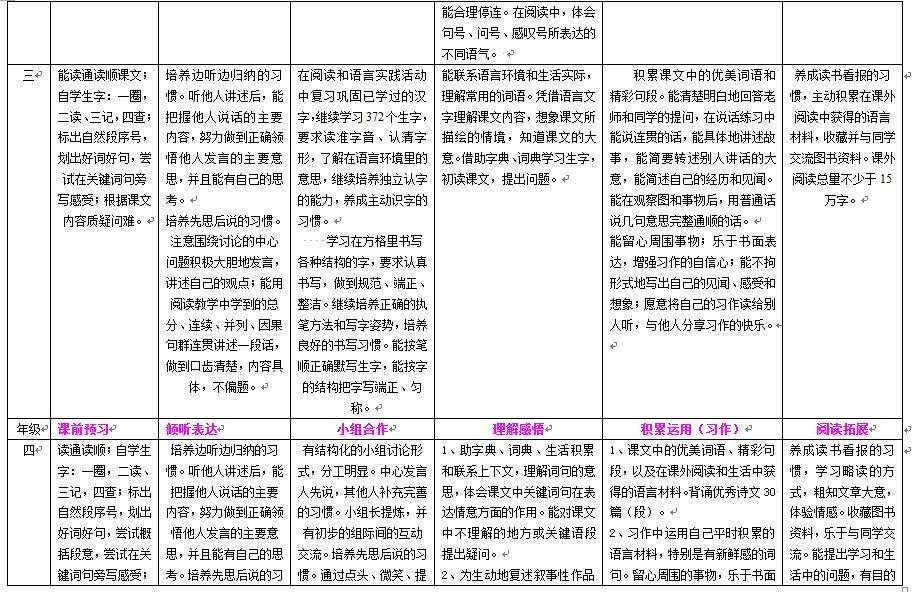 能合理停连。在阅读中，体会
句号、问号、感叹号所表达的
不同语气。
三
能读通读顺课文；
自学生字：一圈，
二读、三记，四查；
标出自然段序号，
划出好词好句，尝
试在关键词句旁
写感受；根据课文
内容质疑问难。
培养边听边归纳的习
惯。听他人讲述后，能
把握他人说话的主要
内容，努力做到正确领
悟他人发言的主要意
思，并且能有自己的思
考。
培养先思后说的习惯。
注意围绕讨论的中心
问题积极大胆地发言，
讲述自己的观点；能用
阅读教学中学到的总
分、连续、并列、因果
句群连贯讲述一段话，
做到口齿清楚，内容具
体，不偏题。
在阅读和语言实践活动
中复习巩固已学过的汉
字，继续学习372个生字，
要求读准字音、认清字
形，了解在语言环境里的
意思，继续培养独立认字
的能力，养成主动识字的
习惯。
学习在方格里书写
各种结构的字，要求认真
书写，做到规范、端正、
整洁。继续培养正确的执
笔方法和写字姿势，培养
良好的书写习惯。能按笔
顺正确默写生字，能按字
的结构把字写端正、匀
称。
能联系语言环境和生活实际，
理解常用的词语。凭借语言文
字理解课文内容，想象课文所
描绘的情境，知道课文的大
意。借助字典、词典学习生字，
初读课文，提出问题。
积累课文中的优美词语和
精彩句段。能清楚明白地回答老
师和同学的提问，在说话练习中
能说连贯的话，能具体地讲述故
事，能简要转述别人讲话的大
意，能简述自己的经历和见闻。
能在观察图和事物后，用普通话
说几句意思完整通顺的话。
能留心周围事物；乐于书面表
达，增强习作的自信心；能不拘
形式地写出自己的见闻、感受和
想象；愿意将自己的习作读给别
人听，与他人分享习作的快乐。
养成读书看报的习
惯，主动积累在课外
阅读中获得的语言
材料，收藏并与同学
交流图书资料。课外
阅读总量不少于 15
万字。
年级
课前预习
倾听表达
小组合作
理解感悟
积累运用（习作）
阅读拓展
四
读通读顺；自学生
字：一圈，二读、
三记，四查；标出
自然段序号，划出
好词好句，尝试概
括段意，尝试在关
键词句旁写感受；
培养边听边归纳的习
惯。听他人讲述后，能
把握他人说话的主要
内容，努力做到正确领
悟他人发言的主要意
思，并且能有自己的思
考。培养先思后说的习
有结构化的小组讨论形
式，分工明显。中心发言
人先说，其他人补充完善
的习惯。小组长提炼，并
有初步的组际间的互动
交流。培养先思后说的习
惯。通过点头、微笑、提
1、助字典、词典、生活积累
和联系上下文，理解词句的意
思，体会课文中关键词句在表
达情意方面的作用。能对课文
中不理解的地方或关键语段
提出疑问。
2、为生动地复述叙事性作品
1、课文中的优美词语、精彩句
段，以及在课外阅读和生活中获
得的语言材料。背诵优秀诗文 30
篇（段）。
2、习作中运用自己平时积累的
语言材料，特别是有新鲜感的词
句。留心周围的事物，乐于书面
养成读书看报的习
惯，学习略读的方
式，粗知文章大意，
体验情感。收藏图书
资料，乐于与同学交
流。能提出学习和生
活中的问题，有目的